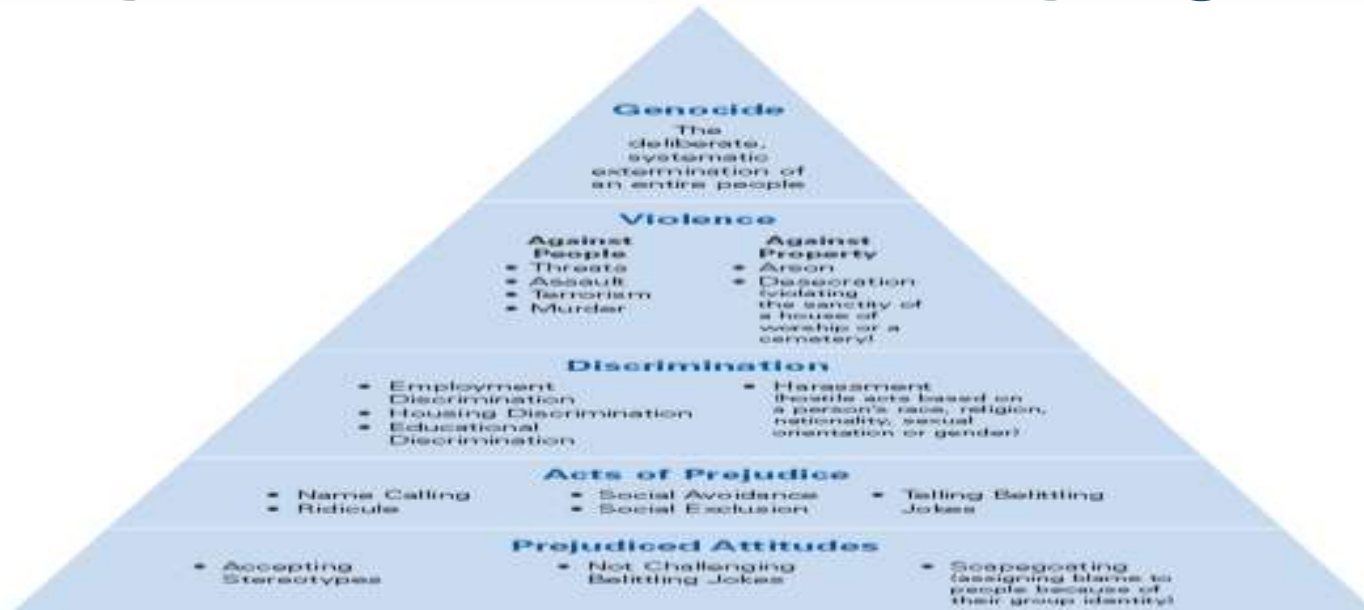 Genocide
The
deliberate,
systematic
extermination of
an entire people
Violence
Against
People
• Threats
• Assault
• Terrorism
• Murder
Against
Property
• Arson
• Desecration
(violating
the sanctity of
a house of
worship or a
cemetery)
Discrimination
• Employment
Discrimination
• Housing Discrimination
• Educational
Discrimination
• Harassment
(hostile acts based on
a person's race, religion,
nationality, sexual
orientation or gender)
Acts of Prejudice
• Name Calling
• Ridicule
• Social Avoidance
• Social Exclusion
• Telling Belittling
Jokes
Prejudiced Attitudes
• Accepting
Stereotypes
• Not Challenging
Belittling Jokes
• Scapegoating
(assigning blame to
people because of
their group identity)